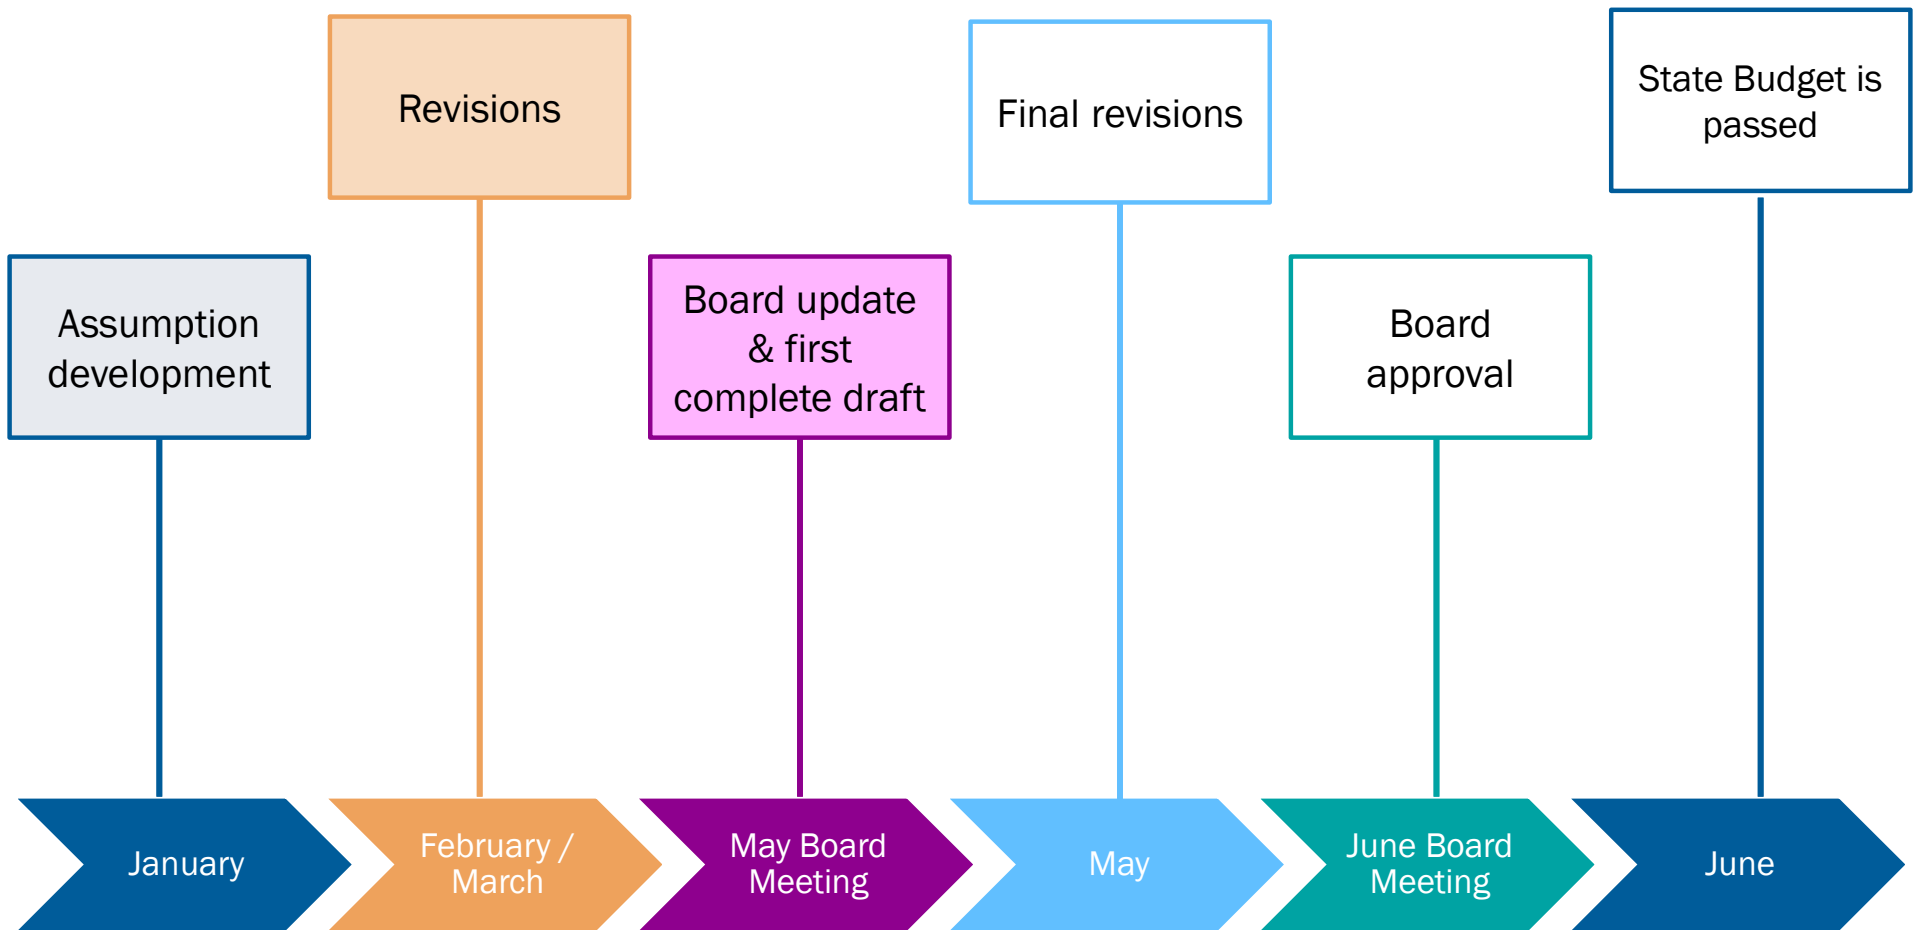 Revisions
Final revisions
State Budget is
passed
Assumption
development
Board update
& first
complete draft
Board
approval
January
February /
March
May Board
Meeting
May
June Board
Meeting
June